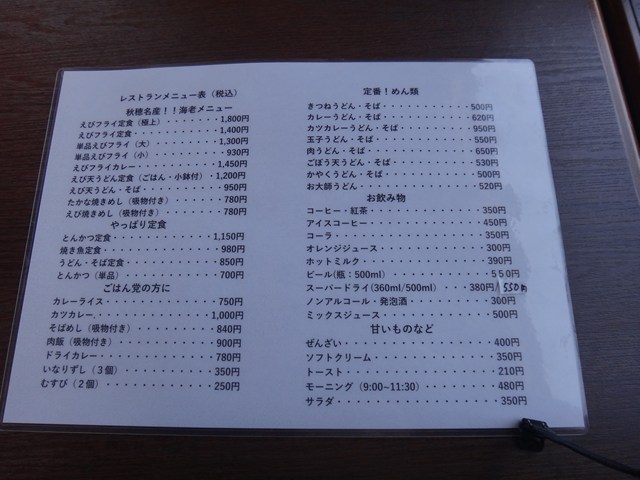 レストランメニュー表（税込）
秋穂名産！！海老メニュー
えびフライ定食（極上）・・・・・・・1,800円
えびフライ定食・・・・・・・・・・1,400円
単品えびフライ（大）・・・・・・・1,300円
単品えびフライ（小）・・・・・・・930円
えびフライカレー・・・・・・・・・1,450円
えび天うどん定食（ごはん・小鉢付）・1,200円
えび天うどん・そば・・・・・・・・950円
たかな焼きめし（吸物付き）・・・・・780円
えび焼きめし（吸物付き）・・・・・・780円
やっぱり定食
とんかつ定食・・・・・・・・・・1,150円
焼き魚定食・・・・・・・・・・・980円
うどん・そば定食・・・・・・・・850円
とんかつ（単品）・・・・・・・・700円
ごはん党の方に
カレーライス・・・・・・・・・・750円
カツカレー.・・・・・・・・・・1,000円
そばめし（吸物付き）・・・・・・840円
肉飯（吸物付き）・・・・・・・・900円
ドライカレー・・・・・・・・・・780円
いなりずし（３個）・・・・・・・350円
むすび（２個）・・・・・・・・・250円
定番！めん類
きつねうどん・そば・・・・・・・・・・・500円
カレーうどん・そば・・・・・・・・・・・620円
カツカレーうどん・そば・・・・・・・・・950円
玉子うどん・そば・・・・・・・・・・・・550円
肉うどん・そば・・・・・・・・・・・・・650円
ごぼう天うどん・そば・・・・・・・・・・530円
かやくうどん・そば・・・・・・・・・・・500円
お大師うどん・・・・・・・・・・・・・・520円
お飲み物
コーヒー・紅茶・・・・・・・・・・・・・350円
アイスコーヒー・・・・・・・・・・・・・450円
コーラ・・・・・・・・・・・・・・・・・350円
オレンジジュース・・・・・・・・・・・・300円
ホットミルク・・・・・・・・・・・・・・390円
ビール(瓶：500ml）・・・・・・・・・・・５５０円
スーパードライ(360ml/500ml）・・・380円/550円
ノンアルコール・発泡酒・・・・・・・・・300円
ミックスジュース・・・・・・・・・・・・500円
甘いものなど
ぜんざい・・・・・・・・・・・・・・・・400円
ソフトクリーム・・・・・・・・・・・・・350円
トースト・・・・・・・・・・・・・・・・210円
モーニング（9:00~11:30）・・・・・・・・480円
サラダ・・・・・・・・・・・・・・・・・350円